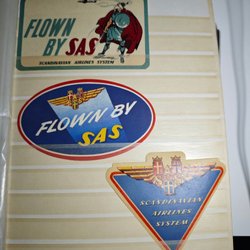 FLOWN
BY SAS
SCANDINAVIAN AIRLINES SYSTEM
FLOWN BY
SAS
SCANDINAVIAN
AIRLINES
SYSTEM